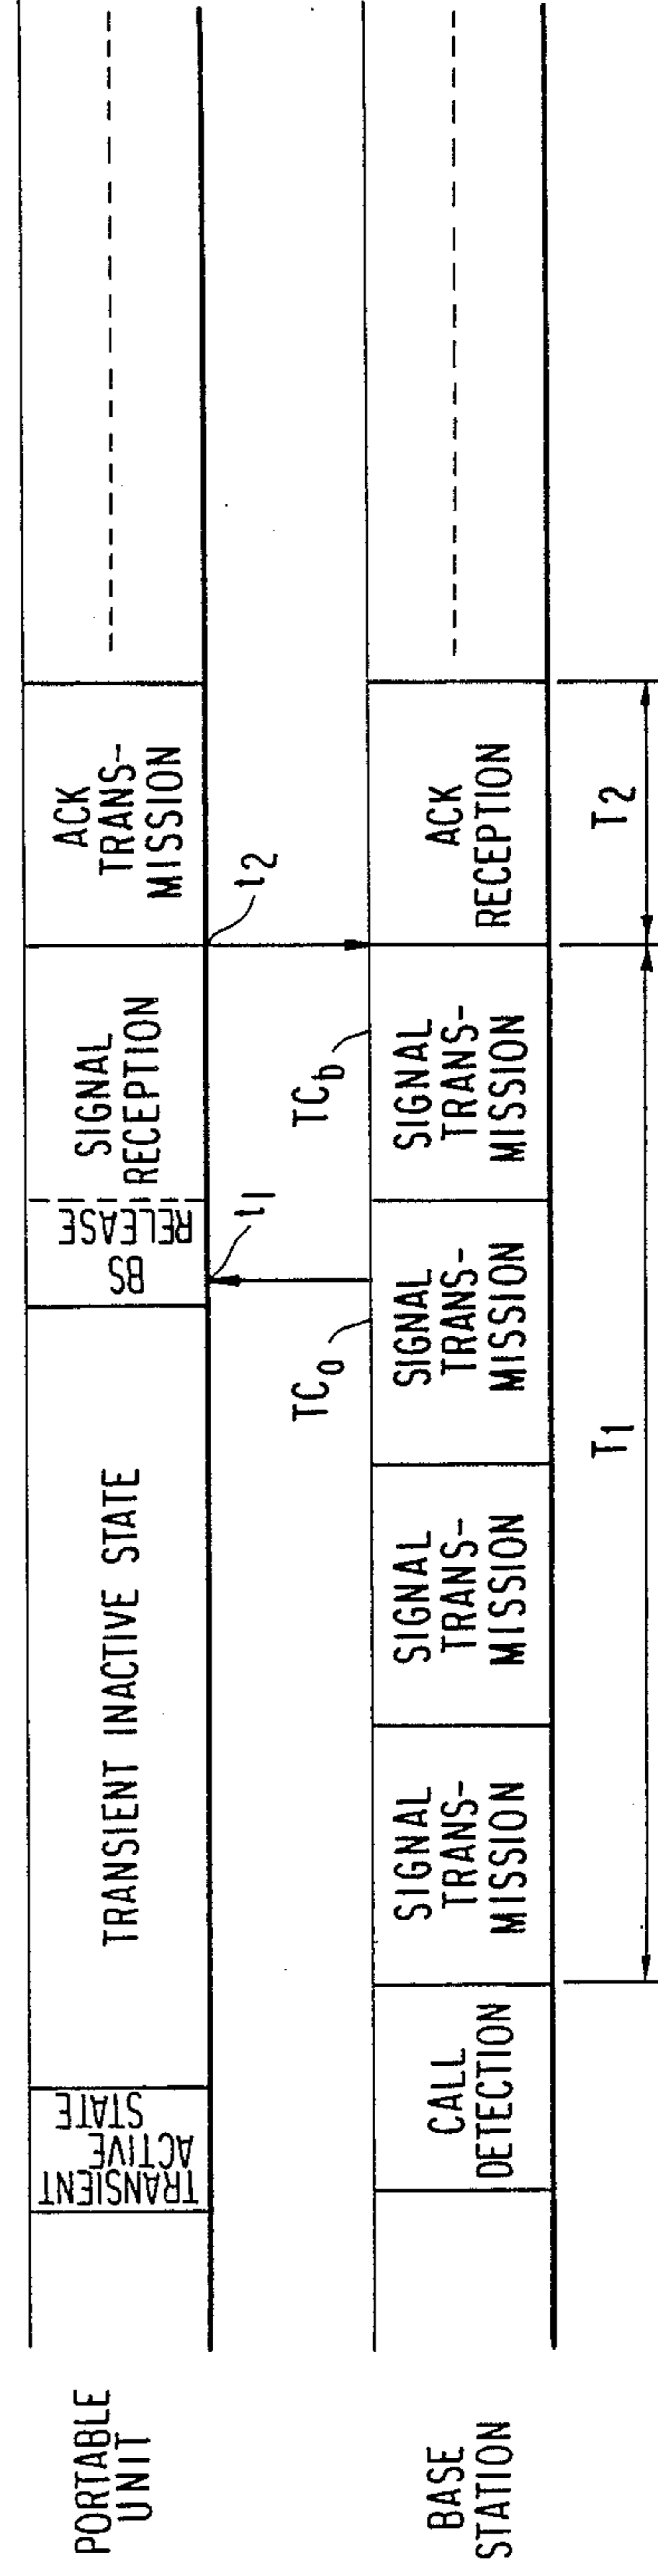 PORTABLE
UNIT
TRANSIENT
ACTIVE
STATE
TRANSIENT INACTIVE STATE
BS
RELEASE
SIGNAL
RECEPTION
ACK
TRANS-
MISSION
t1
t2
TCa
TCb
BASE
STATION
CALL
DETECTION
SIGNAL
TRANS-
MISSION
SIGNAL
TRANS-
MISSION
SIGNAL
TRANS-
MISSION
SIGNAL
TRANS-
MISSION
ACK
RECEPTION
T1
T2